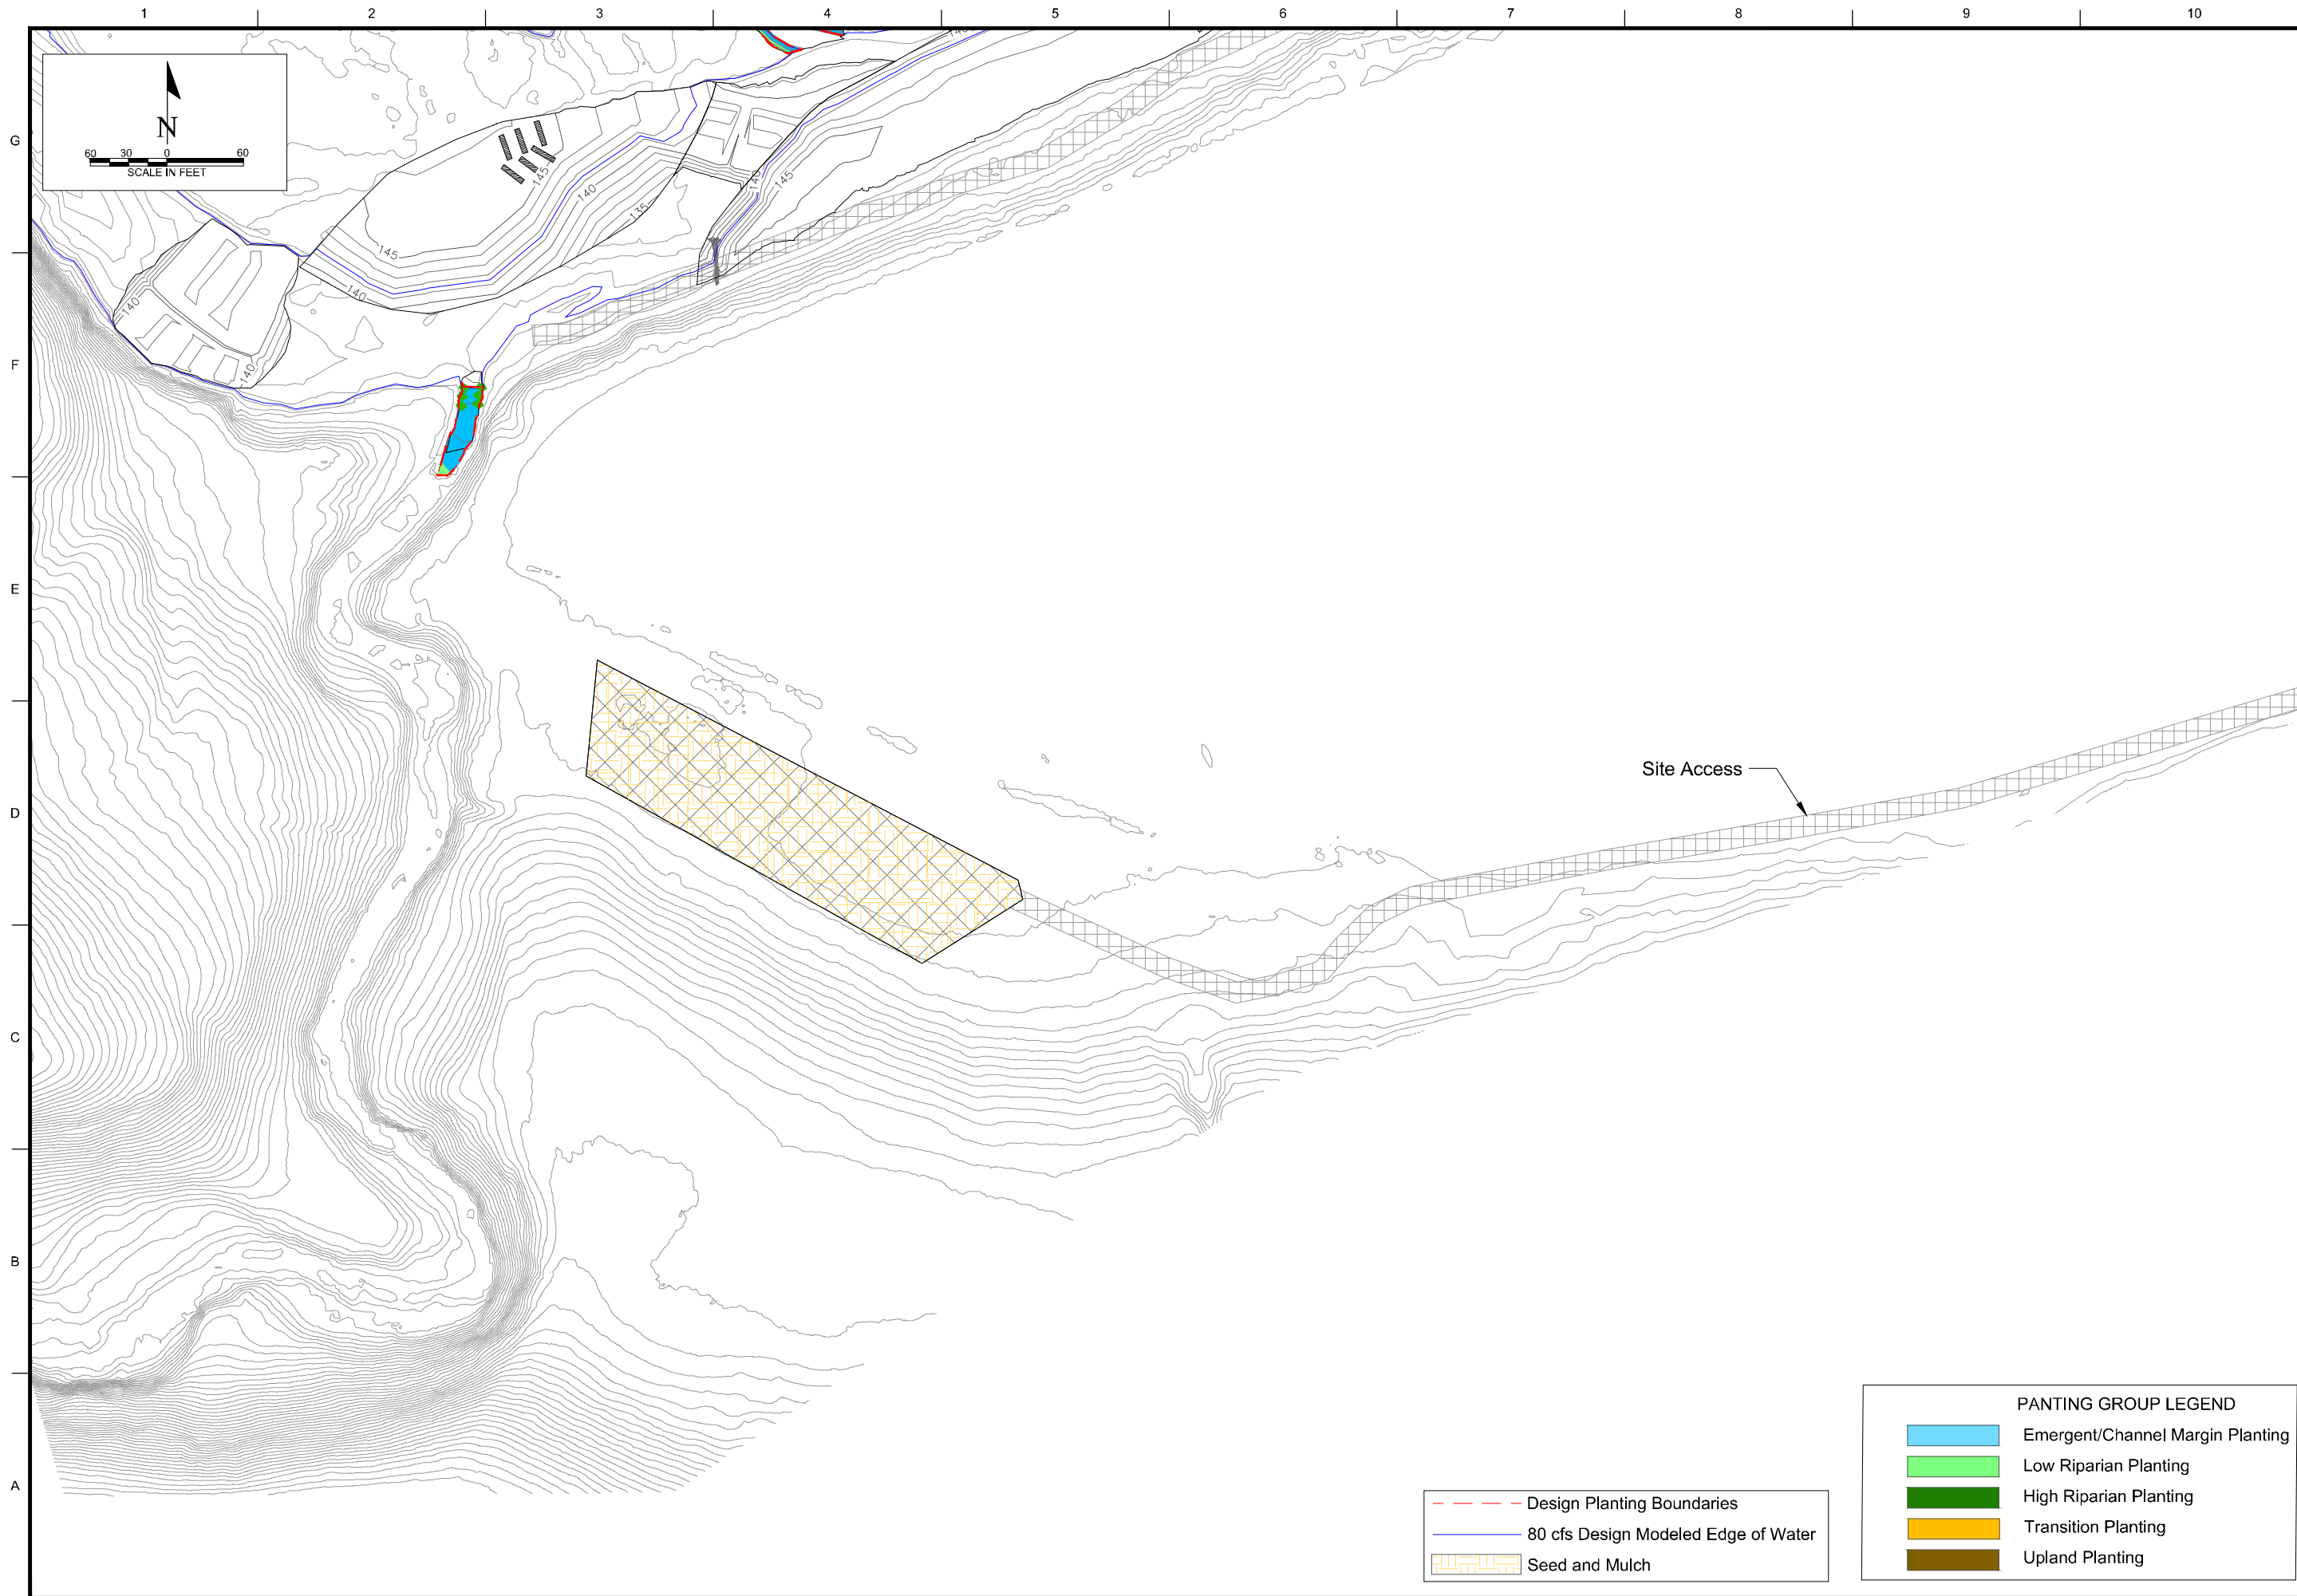 1 2 3 4 5 6 7 8 9 10
G
F
E
D
C
B
A
N
60 30 0 60
SCALE IN FEET
140
145
140
135
140
145
145
140
140
140
Site Access
Design Planting Boundaries
80 cfs Design Modeled Edge of Water
Seed and Mulch
PANTING GROUP LEGEND
Emergent/Channel Margin Planting
Low Riparian Planting
High Riparian Planting
Transition Planting
Upland Planting